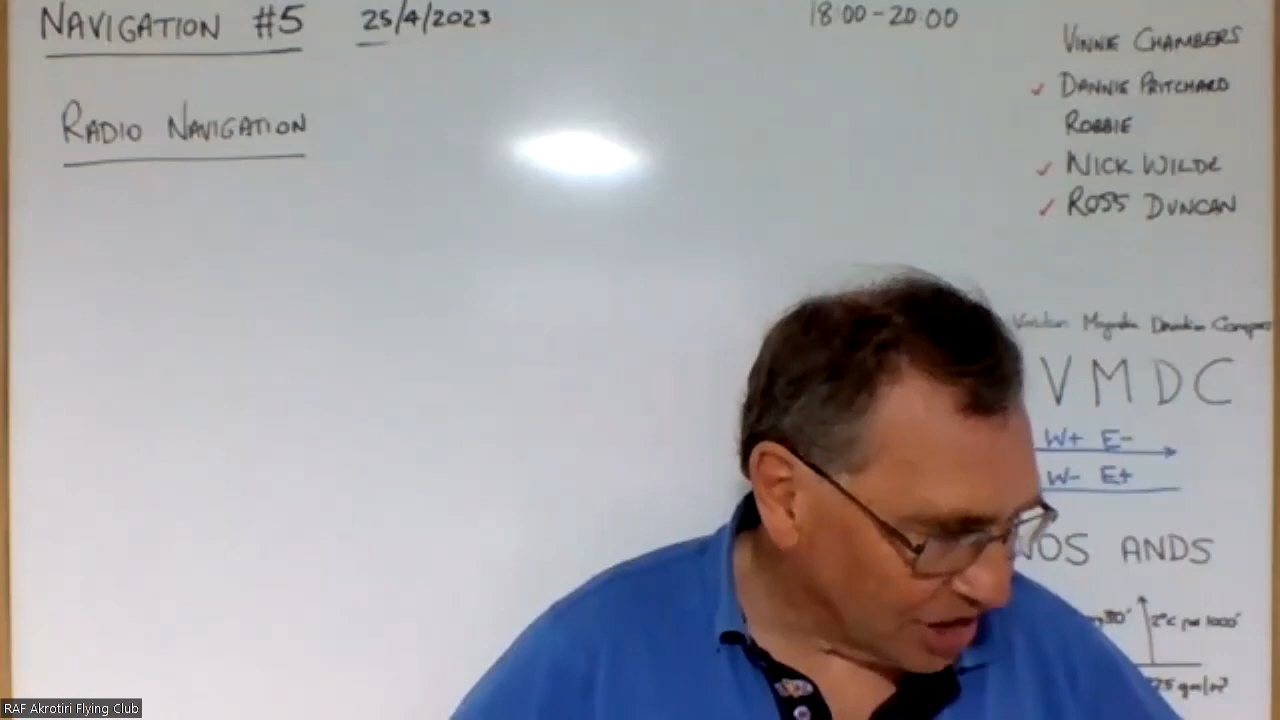 NAVIGATION #5 25/4/2023 18:00-20:00
VINNIE CHAMBERS
DANNIE PRITCHARD
ROBBIE
NICK WILDE
ROSS DUNCAN
RADIO NAVIGATION
Variation Magnetic Deviation Compass
VMDC
W+ E-
W- E+
ANDS
2°C per 1000'
RAF Akrotiri Flying Club